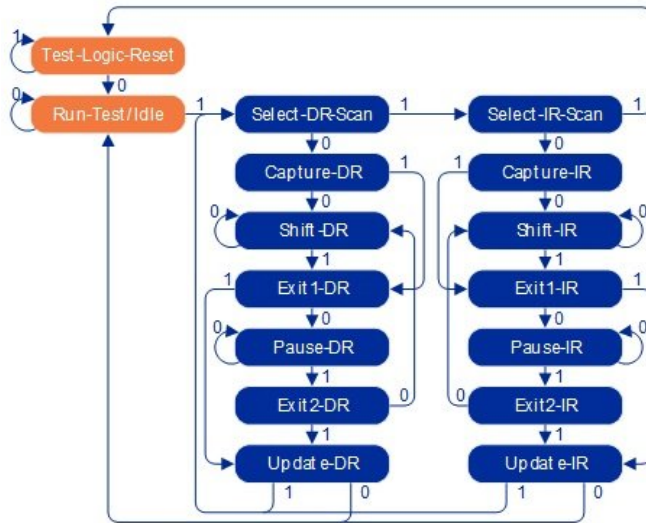 1
Test-Logic-Reset
0
0
Run-Test/Idle
1
Select-DR-Scan
1
Select-IR-Scan
1
0
0
Capture-DR
1
1
Capture-IR
0
0
0
Shift-DR
Shift-IR
0
1
1
1
Exit1-DR
Exit1-IR
1
0
0
0
Pause-DR
Pause-IR
0
1
1
Exit2-DR
0
0
Exit2-IR
1
1
Update-DR
Update-IR
1
0
1
0